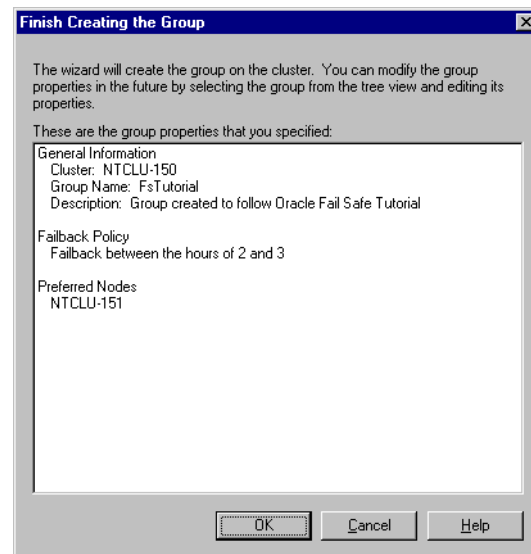 Finish Creating the Group
The wizard will create the group on the cluster. You can modify the group
properties in the future by selecting the group from the tree view and editing its
properties.
These are the group properties that you specified:
General Information
Cluster: NTCLU-150
Group Name: FsTutorial
Description: Group created to follow Oracle Fail Safe Tutorial
Failback Policy
Failback between the hours of 2 and 3
Preferred Nodes
NTCLU-151
OK Cancel Help